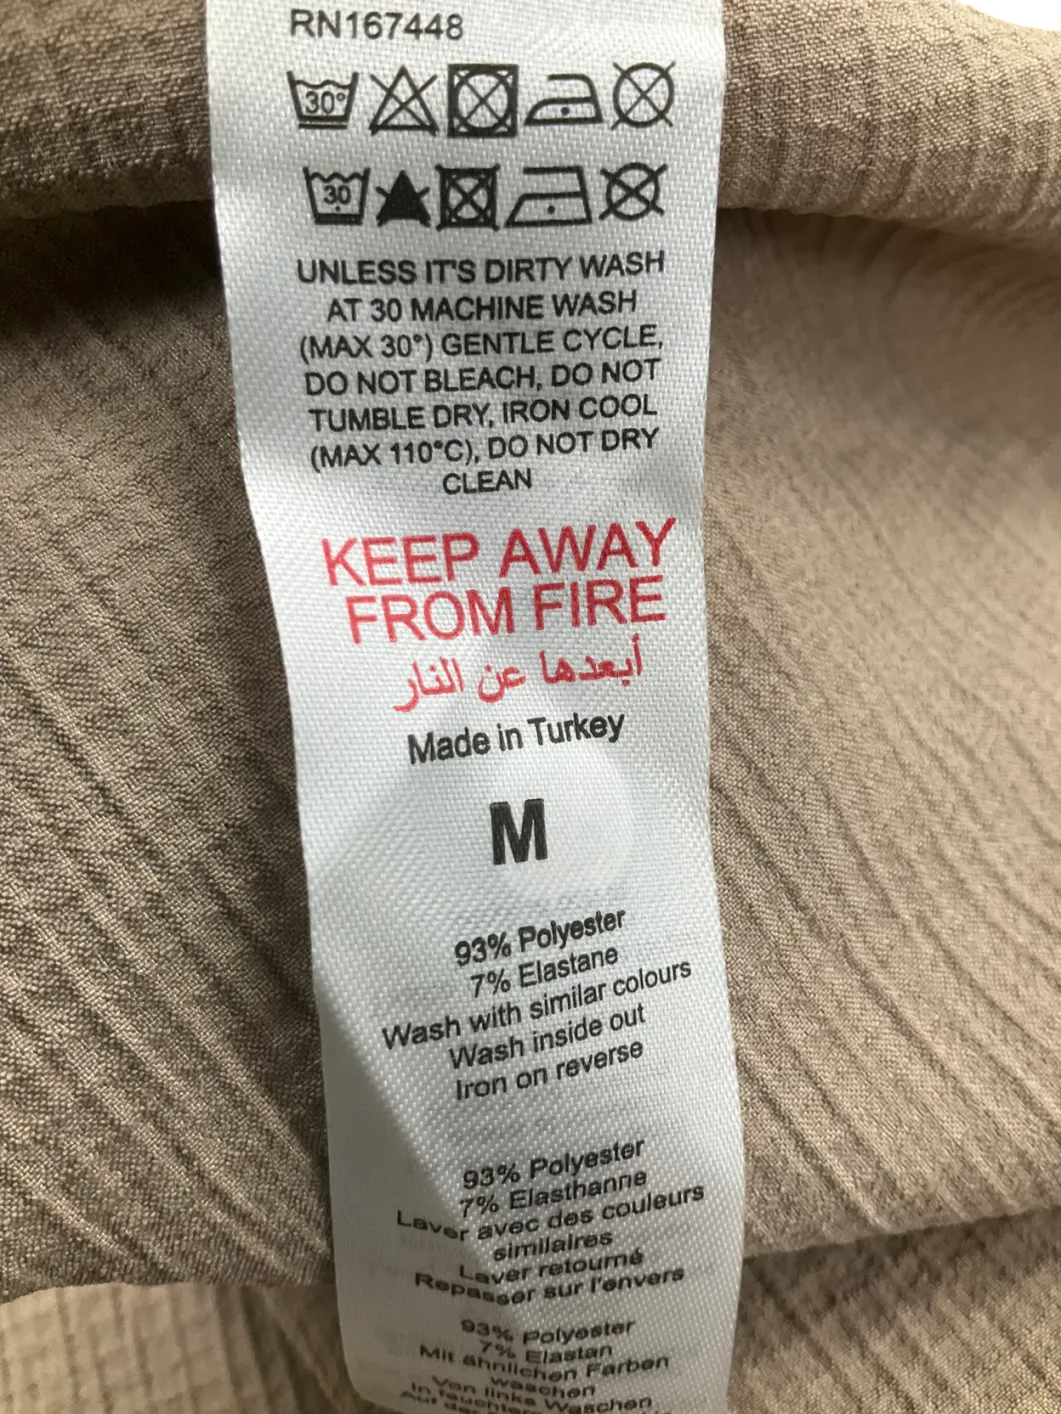 RN167448
30°
30
UNLESS IT'S DIRTY WASH
AT 30 MACHINE WASH
(MAX 30°) GENTLE CYCLE,
DO NOT BLEACH, DO NOT
TUMBLE DRY, IRON COOL
(MAX 110°C), DO NOT DRY
CLEAN
KEEP AWAY
FROM FIRE
أبعدها عن النار
Made in Turkey
M
93% Polyester
7% Elastane
Wash with similar colours
Wash inside out
Iron on reverse
93% Polyester
7% Elasthanne
Laver avec des couleurs
similaires
Laver retourné
Repasser sur l'envers
93% Polyester
7% Elastan
Mit ähnlichen Farben
waschen
Von links Waschen